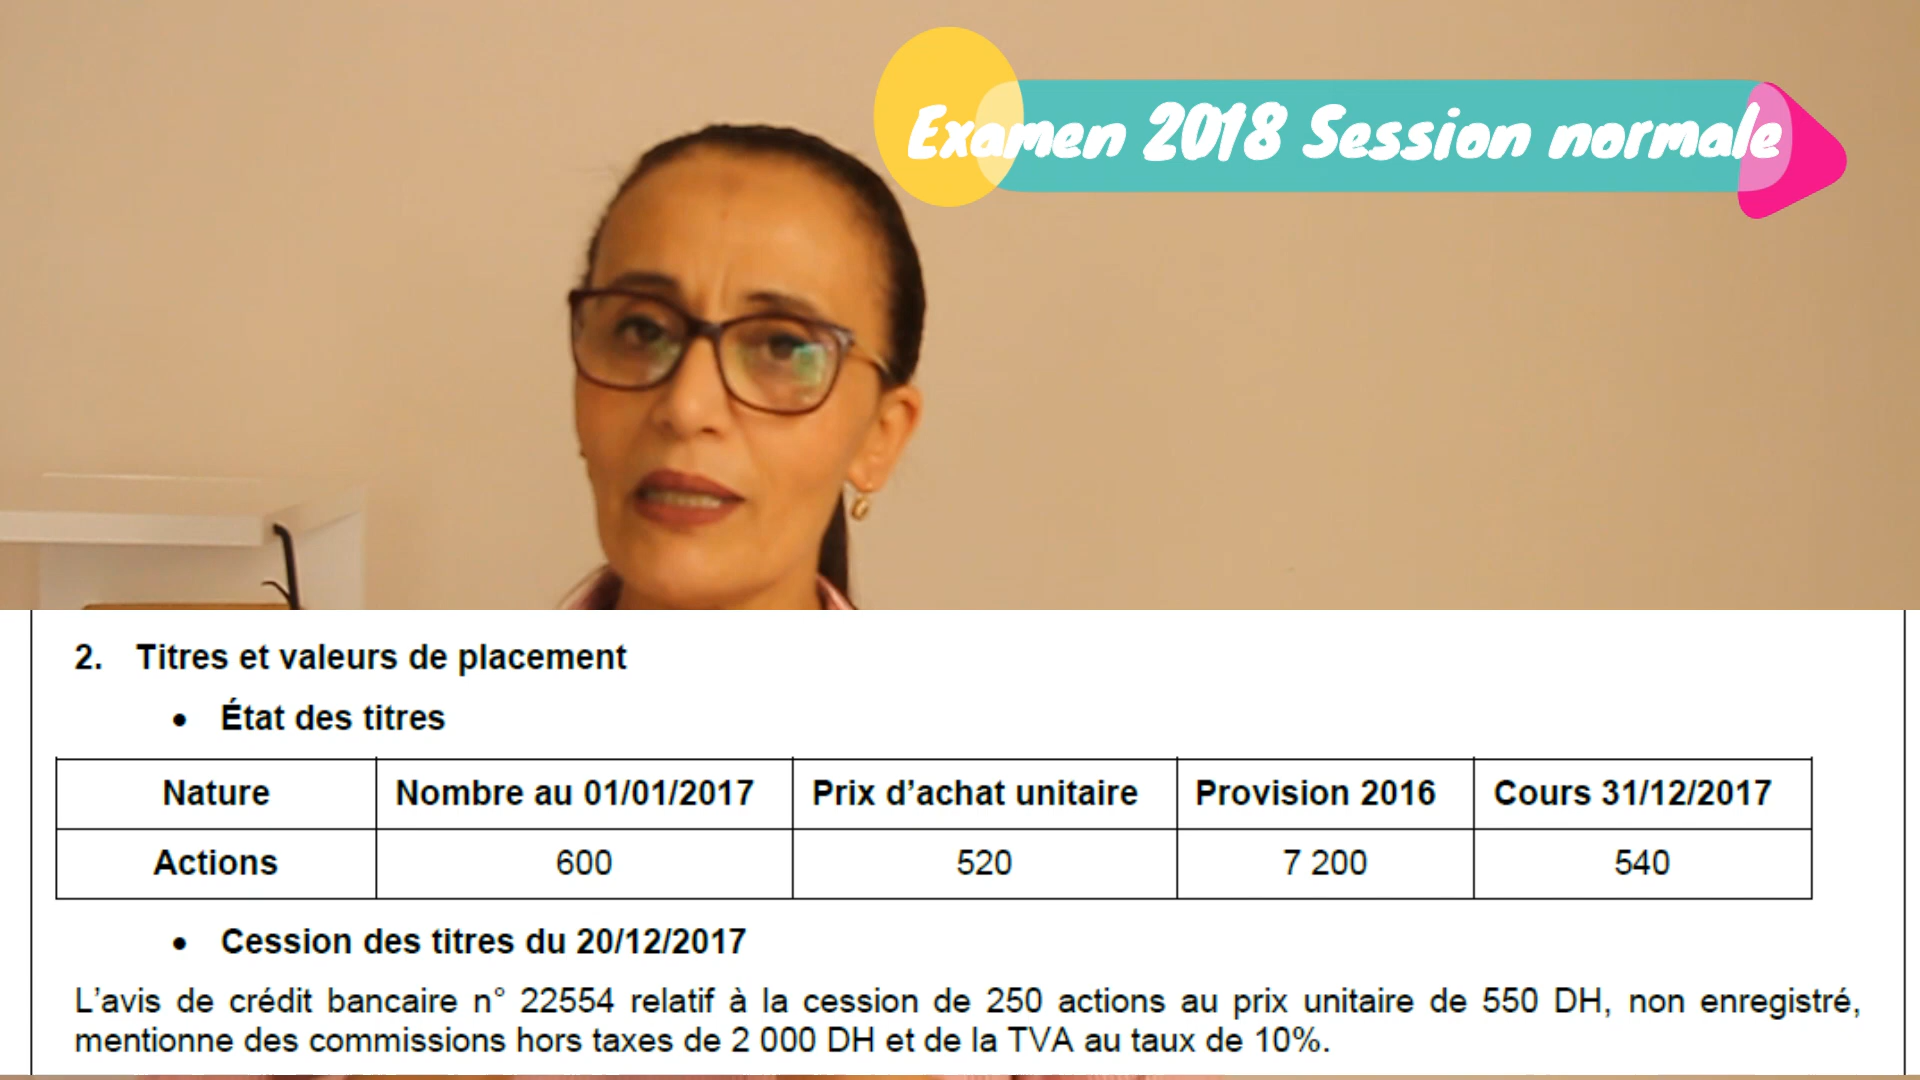 Examen 2018 Session normale
2. Titres et valeurs de placement
• État des titres
Nature Nombre au 01/01/2017 Prix d’achat unitaire Provision 2016 Cours 31/12/2017
Actions 600 520 7 200 540
• Cession des titres du 20/12/2017
L’avis de crédit bancaire n° 22554 relatif à la cession de 250 actions au prix unitaire de 550 DH, non enregistré,
mentionne des commissions hors taxes de 2 000 DH et de la TVA au taux de 10%.